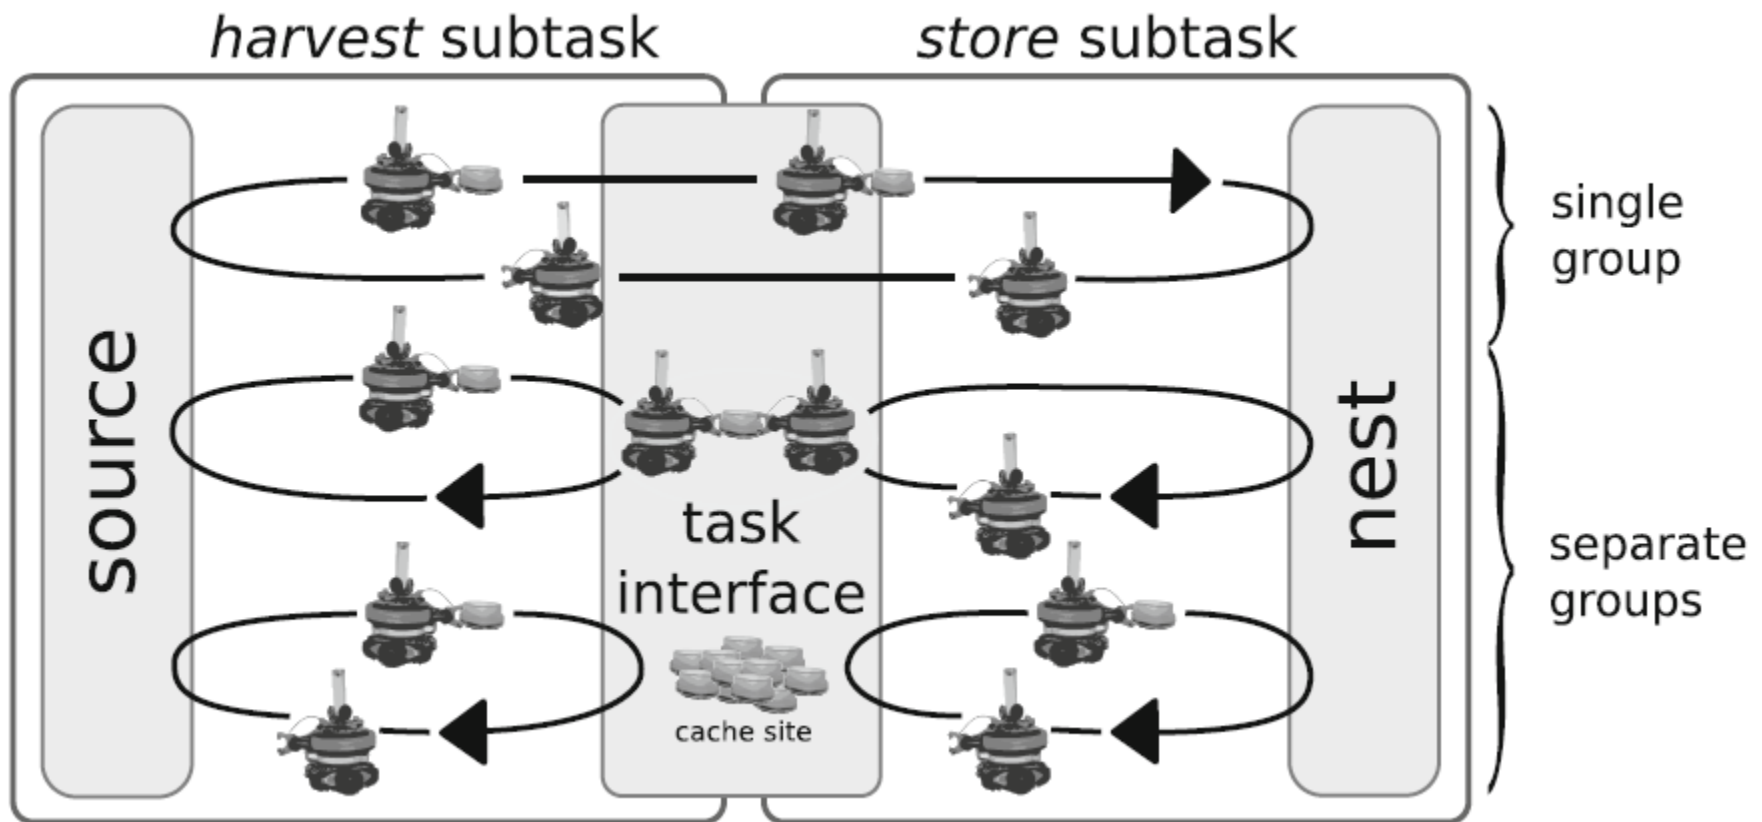 harvest subtask
store subtask
source
task
interface
cache site
nest
single
group
separate
groups